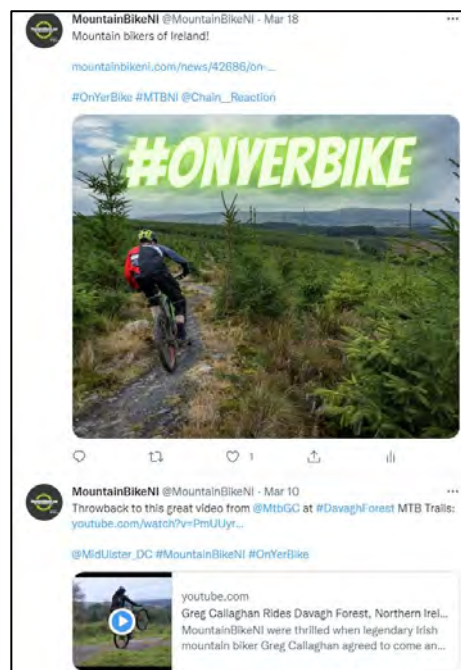 MountainBikeNI @MountainBikeNI · Mar 18
Mountain bikers of Ireland!
mountainbikeni.com/news/42686/on-...
#OnYerBike #MTBNI @Chain__Reaction
#ONYERBIKE
1
MountainBikeNI @MountainBikeNI · Mar 10
Throwback to this great video from @MtbGC at #DavaghForest MTB Trails:
youtube.com/watch?v=PmUUyr...
@MidUlster_DC #MountainBikeNI #OnYerBike
youtube.com
Greg Callaghan Rides Davagh Forest, Northern Irel...
MountainBikeNI were thrilled when legendary Irish
mountain biker Greg Callaghan agreed to come an...